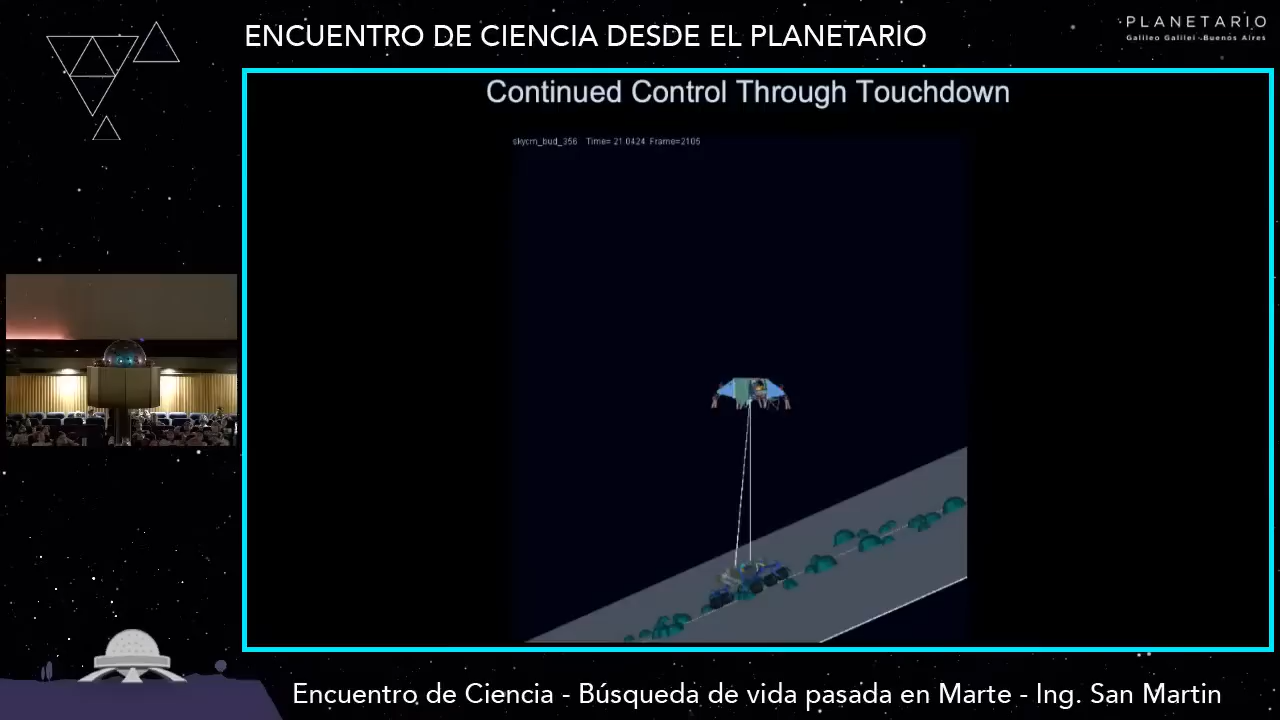 ENCUENTRO DE CIENCIA DESDE EL PLANETARIO
PLANETARIO
Galileo Galilei - Buenos Aires
Continued Control Through Touchdown
skycrn_bud_356 Time= 21.0424 Frame=2105
Encuentro de Ciencia - Búsqueda de vida pasada en Marte - Ing. San Martin